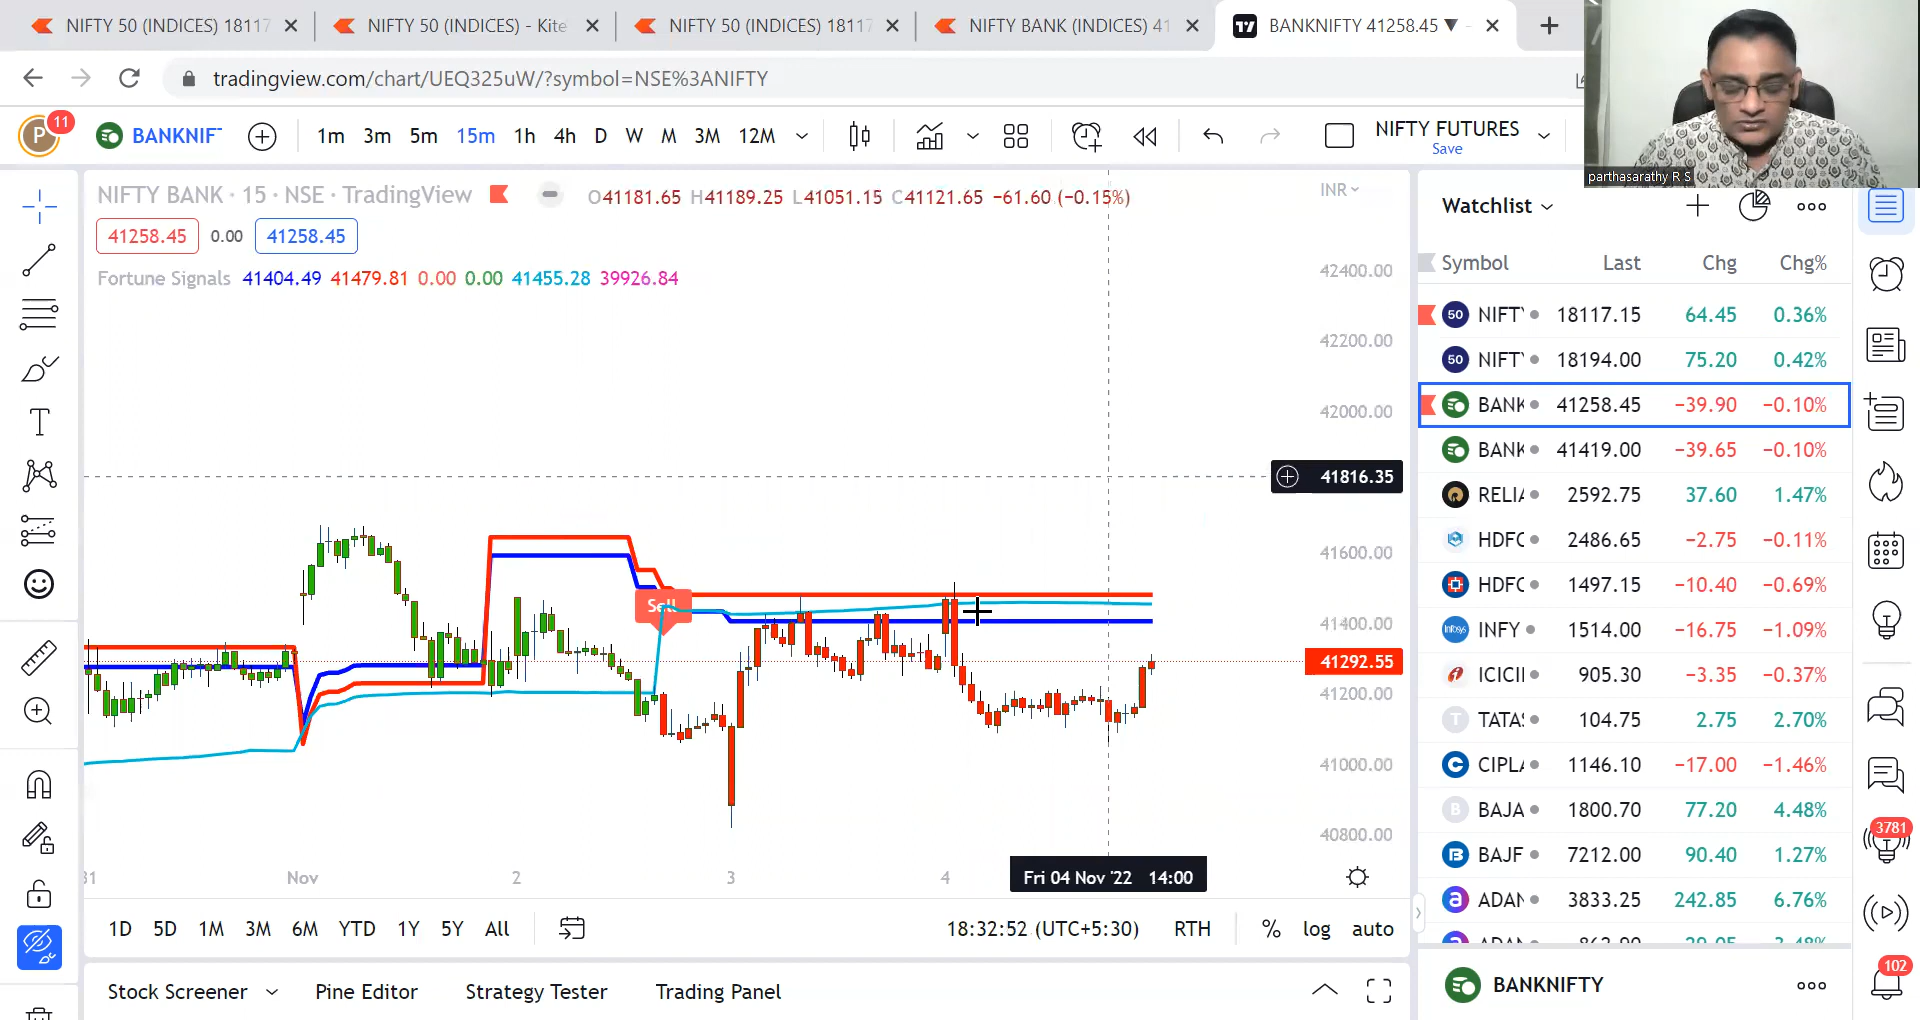 NIFTY 50 (INDICES) 18117
NIFTY 50 (INDICES) - Kite
NIFTY 50 (INDICES) 18117
NIFTY BANK (INDICES) 41
BANKNIFTY 41258.45 ▼ -
tradingview.com/chart/UEQ325uW/?symbol=NSE%3ANIFTY
parthasarathy R S
P 11 BANKNIF 1m 3m 5m 15m 1h 4h D W M 3M 12M NIFTY FUTURES
Save
NIFTY BANK · 15 · NSE · TradingView O41181.65 H41189.25 L41051.15 C41121.65 −61.60 (−0.15%) INR
41258.45 0.00 41258.45
Fortune Signals 41404.49 41479.81 0.00 0.00 41455.28 39926.84
42400.00
42200.00
42000.00
41816.35
41600.00
Sell
41400.00
41292.55
41200.00
41000.00
40800.00
31 Nov 2 3 4 Fri 04 Nov '22 14:00
1D 5D 1M 3M 6M YTD 1Y 5Y All 18:32:52 (UTC+5:30) RTH % log auto
Stock Screener Pine Editor Strategy Tester Trading Panel
Watchlist
Symbol Last Chg Chg%
50 NIFTY 18117.15 64.45 0.36%
50 NIFTY 18194.00 75.20 0.42%
BANK 41258.45 −39.90 −0.10%
BANK 41419.00 −39.65 −0.10%
RELIA 2592.75 37.60 1.47%
HDFC 2486.65 −2.75 −0.11%
HDFC 1497.15 −10.40 −0.69%
INFY 1514.00 −16.75 −1.09%
ICICII 905.30 −3.35 −0.37%
T TATAS 104.75 2.75 2.70%
CIPLA 1146.10 −17.00 −1.46%
B BAJA 1800.70 77.20 4.48%
BAJF 7212.00 90.40 1.27%
a ADAN 3833.25 242.85 6.76%
BANKNIFTY
3781
102